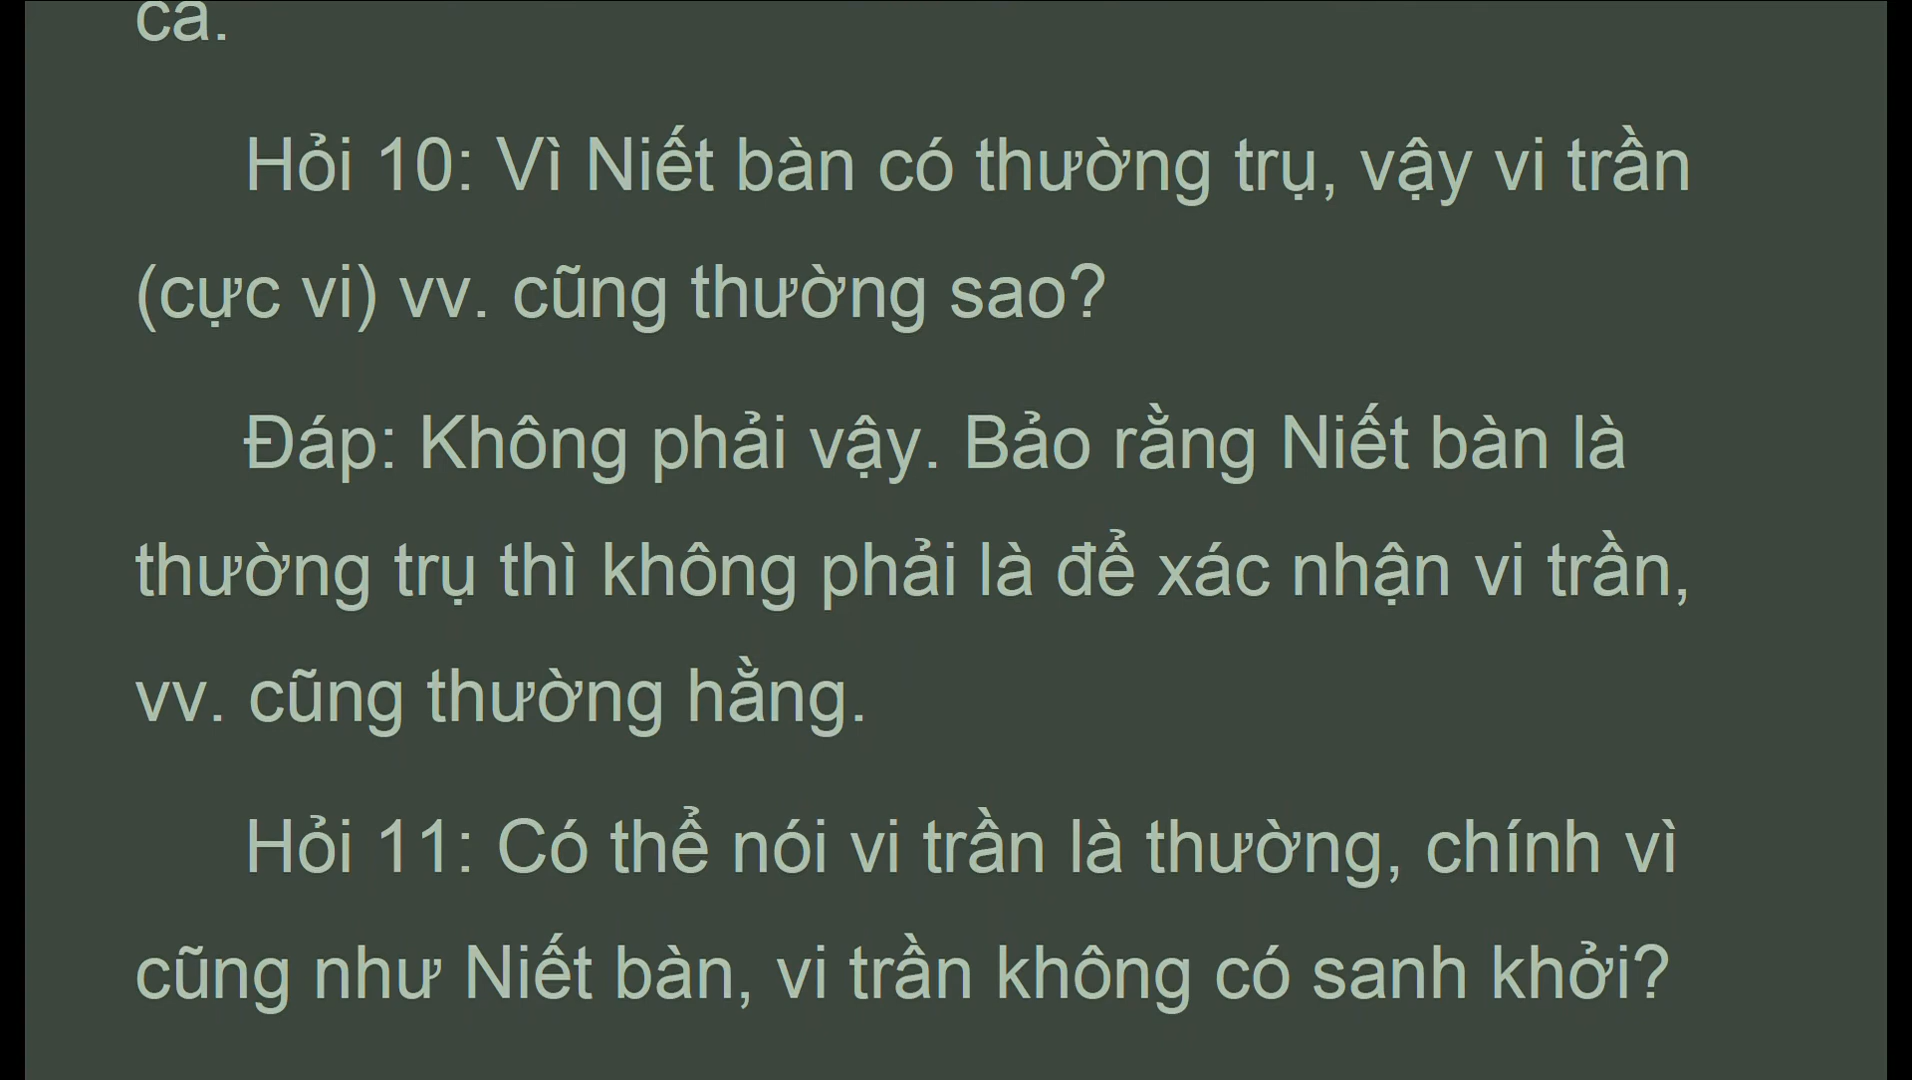 Hỏi 10: Vì Niết bàn có thường trụ, vậy vi trần
(cực vi) vv. cũng thường sao?
Đáp: Không phải vậy. Bảo rằng Niết bàn là
thường trụ thì không phải là để xác nhận vi trần,
vv. cũng thường hằng.
Hỏi 11: Có thể nói vi trần là thường, chính vì
cũng như Niết bàn, vi trần không có sanh khởi?